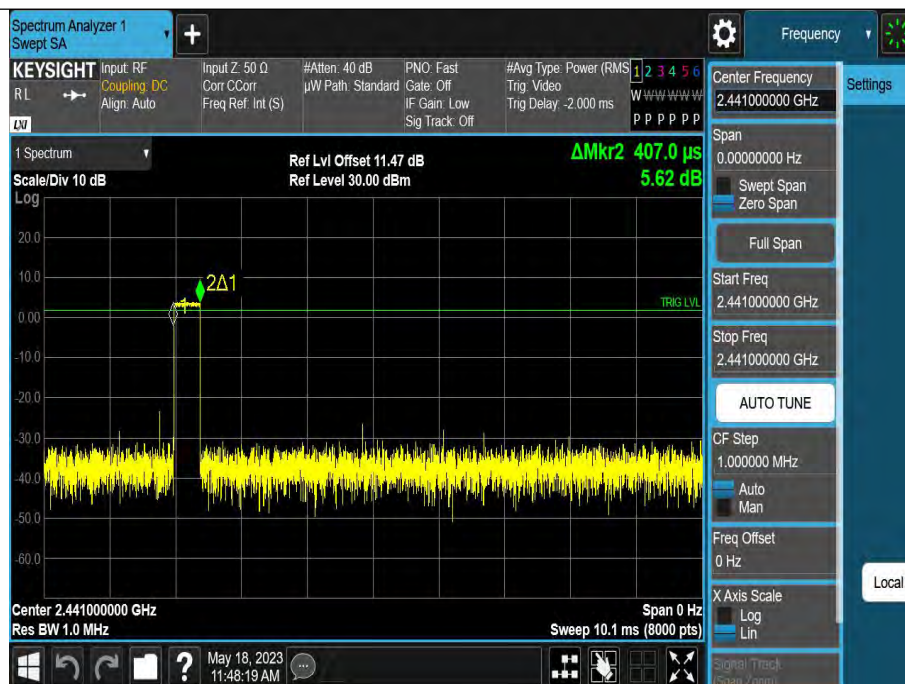 Spectrum Analyzer 1
Swept SA
Frequency
KEYSIGHT
R L
LXI
Input: RF
Coupling: DC
Align: Auto
Input Z: 50 Ω
Corr CCorr
Freq Ref: Int (S)
#Atten: 40 dB
µW Path: Standard
PNO: Fast
Gate: Off
IF Gain: Low
Sig Track: Off
#Avg Type: Power (RMS
Trig: Video
Trig Delay: -2.000 ms
1 2 3 4 5 6
W W W W W W
P P P P P P
1 Spectrum
Scale/Div 10 dB
Ref Lvl Offset 11.47 dB
Ref Level 30.00 dBm
ΔMkr2 407.0 µs
5.62 dB
Log
20.0
10.0
0.00
-10.0
-20.0
-30.0
-40.0
-50.0
-60.0
2Δ1
1
TRIG LVL
Center 2.441000000 GHz
Res BW 1.0 MHz
Span 0 Hz
Sweep 10.1 ms (8000 pts)
May 18, 2023
11:48:19 AM
Center Frequency
2.441000000 GHz
Span
0.00000000 Hz
Swept Span
Zero Span
Full Span
Start Freq
2.441000000 GHz
Stop Freq
2.441000000 GHz
AUTO TUNE
CF Step
1.000000 MHz
Auto
Man
Freq Offset
0 Hz
X Axis Scale
Log
Lin
Signal Track
(Span Zoom)
Settings
Local